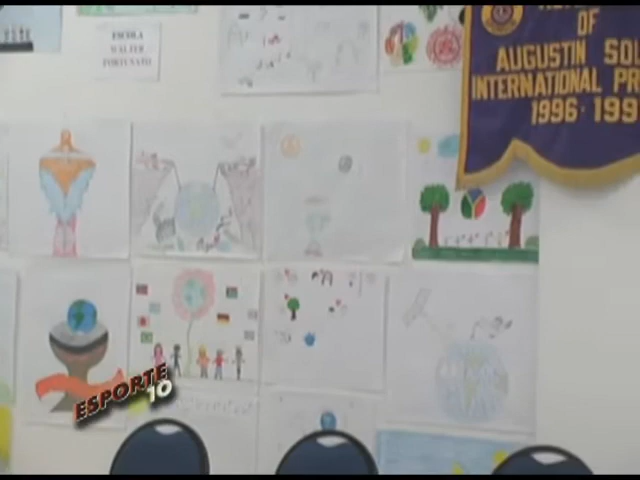 ESCOLA
WALTER
FORTUNATO
OF
AUGUSTIN SOL
INTERNATIONAL PR
1996-199
ESPORTE
10